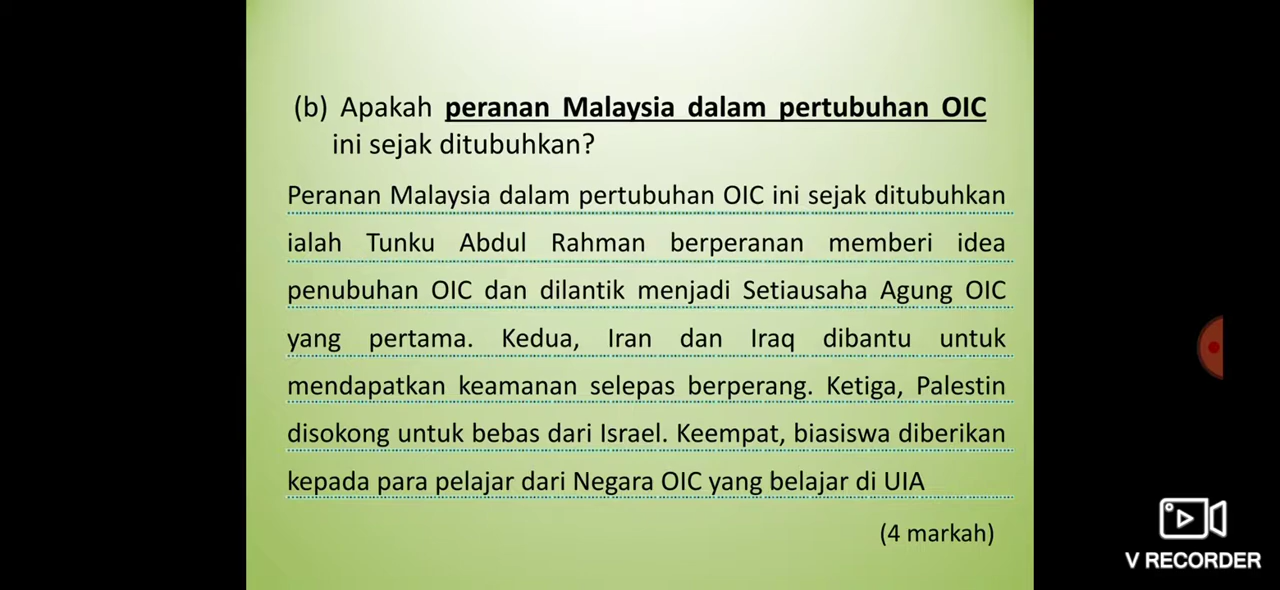 (b) Apakah peranan Malaysia dalam pertubuhan OIC
ini sejak ditubuhkan?
Peranan Malaysia dalam pertubuhan OIC ini sejak ditubuhkan
ialah Tunku Abdul Rahman berperanan memberi idea
penubuhan OIC dan dilantik menjadi Setiausaha Agung OIC
yang pertama. Kedua, Iran dan Iraq dibantu untuk
mendapatkan keamanan selepas berperang. Ketiga, Palestin
disokong untuk bebas dari Israel. Keempat, biasiswa diberikan
kepada para pelajar dari Negara OIC yang belajar di UIA
(4 markah)
V RECORDER